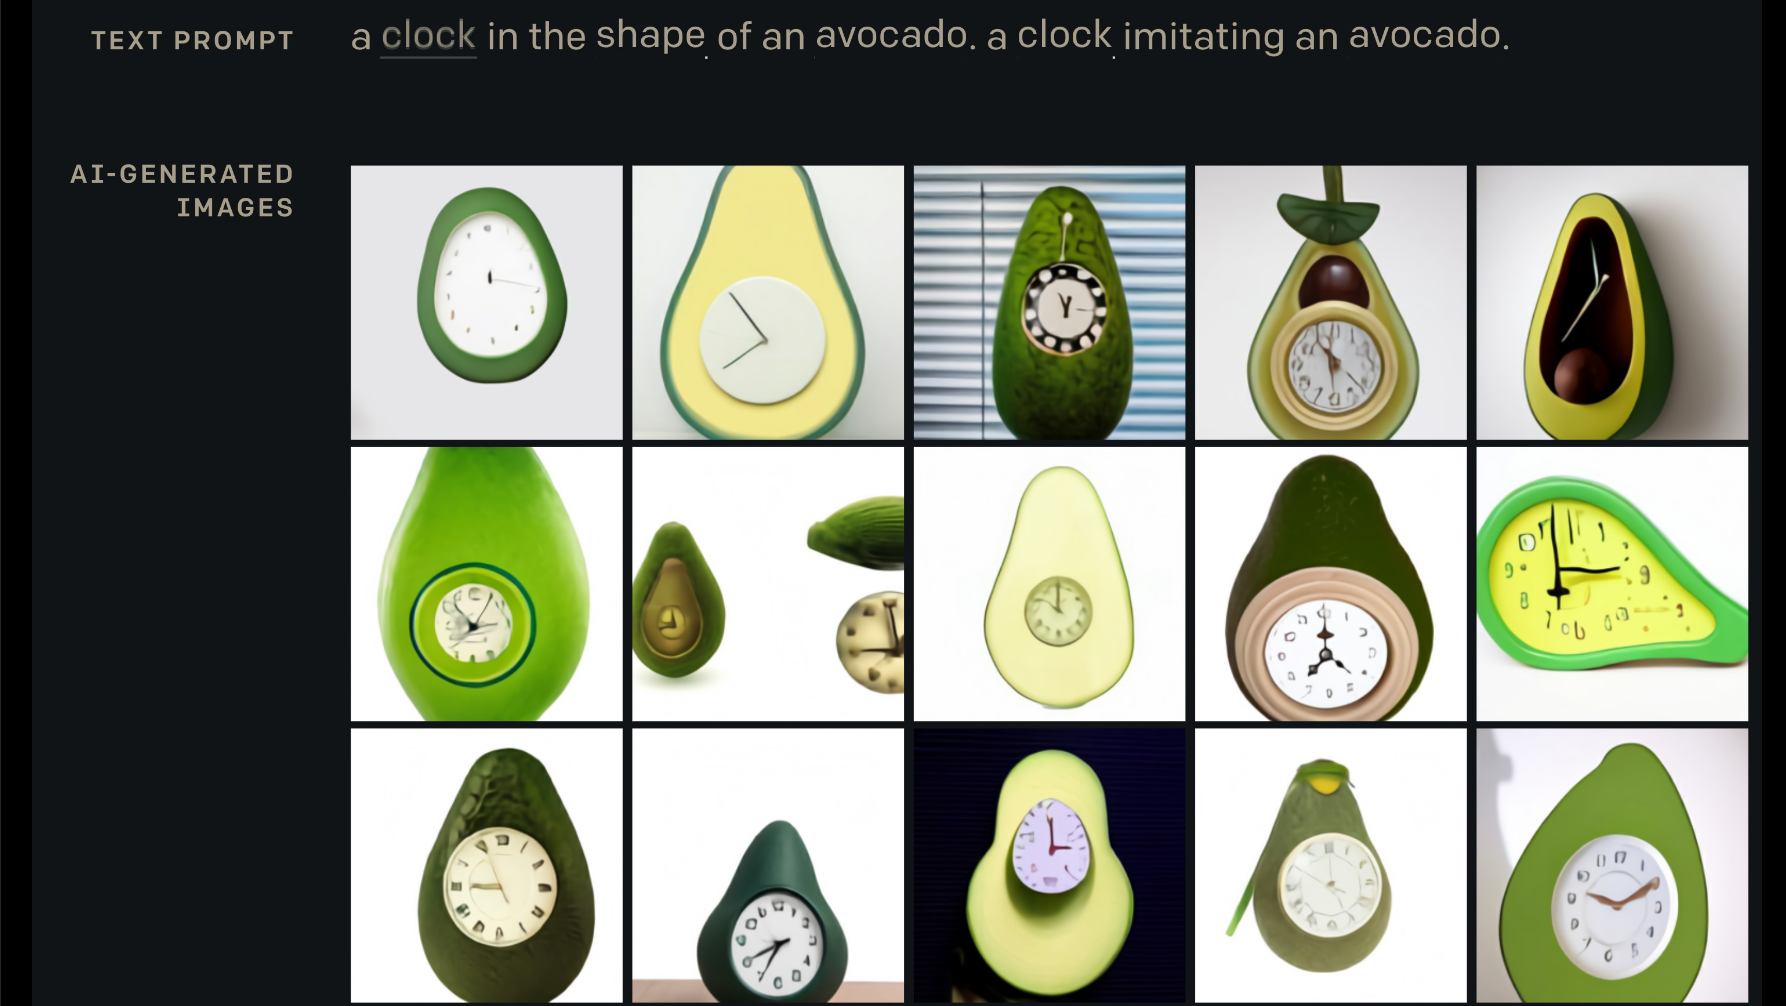 TEXT PROMPT
a clock in the shape of an avocado. a clock imitating an avocado.
AI-GENERATED
IMAGES